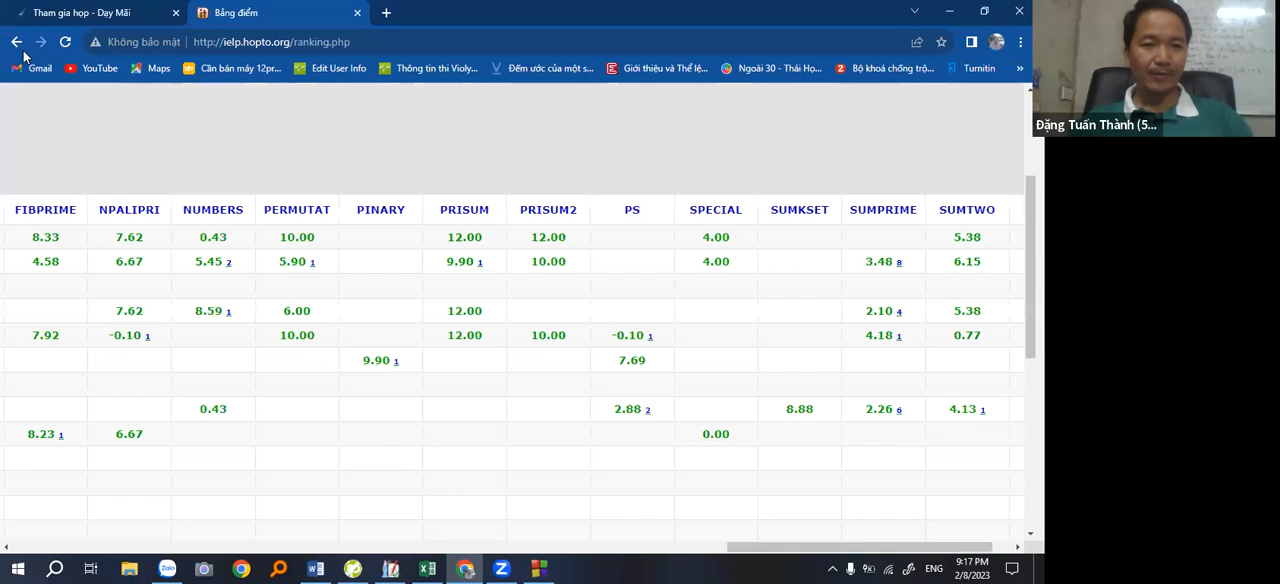 Tham gia họp - Dạy Mãi
Bảng điểm
Không bảo mật
http://ielp.hopto.org/ranking.php
Gmail YouTube Maps Cần bán máy 12pr... Edit User Info Thông tin thi Violy... Đếm ước của một s... Giới thiệu và Thể lệ... Ngoài 30 - Thái Họ... Bộ khoá chống trộ... Turnitin »
Đặng Tuấn Thành (5...
FIBPRIME NPALIPRI NUMBERS PERMUTAT PINARY PRISUM PRISUM2 PS SPECIAL SUMKSET SUMPRIME SUMTWO
8.33 7.62 0.43 10.00 12.00 12.00 4.00 5.38
4.58 6.67 5.45 2 5.90 1 9.90 1 10.00 4.00 3.48 8 6.15
7.62 8.59 1 6.00 12.00 2.10 4 5.38
7.92 -0.10 1 10.00 12.00 10.00 -0.10 1 4.18 1 0.77
9.90 1 7.69
0.43 2.88 2 8.88 2.26 6 4.13 1
8.23 1 6.67 0.00
Zalo
ENG
9:17 PM
2/8/2023